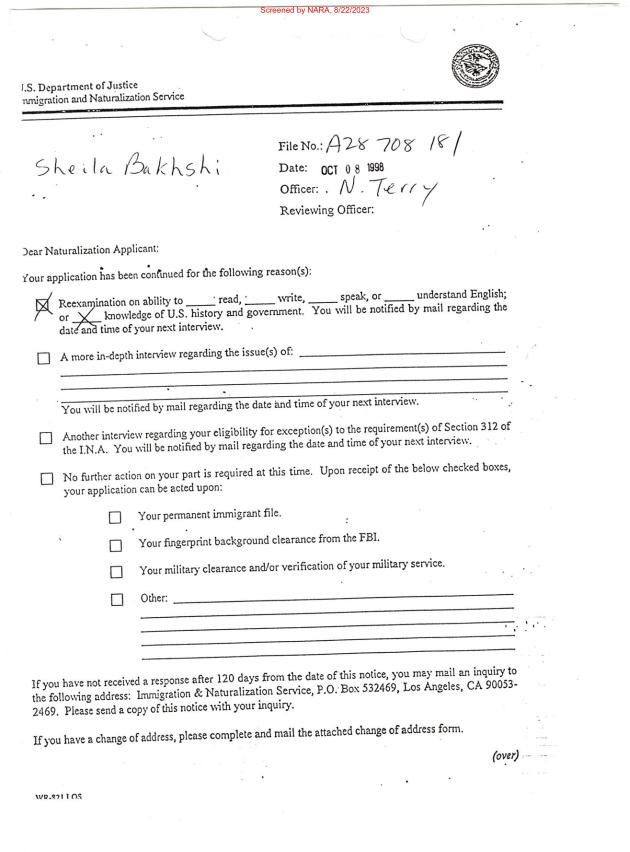 Screened by NARA, 8/22/2023
.S. Department of Justice
mmigration and Naturalization Service
Sheila Bakhshi
File No.: A28 708 181
Date: OCT 08 1998
Officer: N. Terry
Reviewing Officer:
Dear Naturalization Applicant:
Your application has been continued for the following reason(s):
Reexamination on ability to _____ read, _____ write, _____ speak, or _____ understand English;
or __X__ knowledge of U.S. history and government. You will be notified by mail regarding the
date and time of your next interview.
A more in-depth interview regarding the issue(s) of:
You will be notified by mail regarding the date and time of your next interview.
Another interview regarding your eligibility for exception(s) to the requirement(s) of Section 312 of
the I.N.A. You will be notified by mail regarding the date and time of your next interview.
No further action on your part is required at this time. Upon receipt of the below checked boxes,
your application can be acted upon:
Your permanent immigrant file.
Your fingerprint background clearance from the FBI.
Your military clearance and/or verification of your military service.
Other:
If you have not received a response after 120 days from the date of this notice, you may mail an inquiry to
the following address: Immigration & Naturalization Service, P.O. Box 532469, Los Angeles, CA 90053-
2469. Please send a copy of this notice with your inquiry.
If you have a change of address, please complete and mail the attached change of address form.
(over)